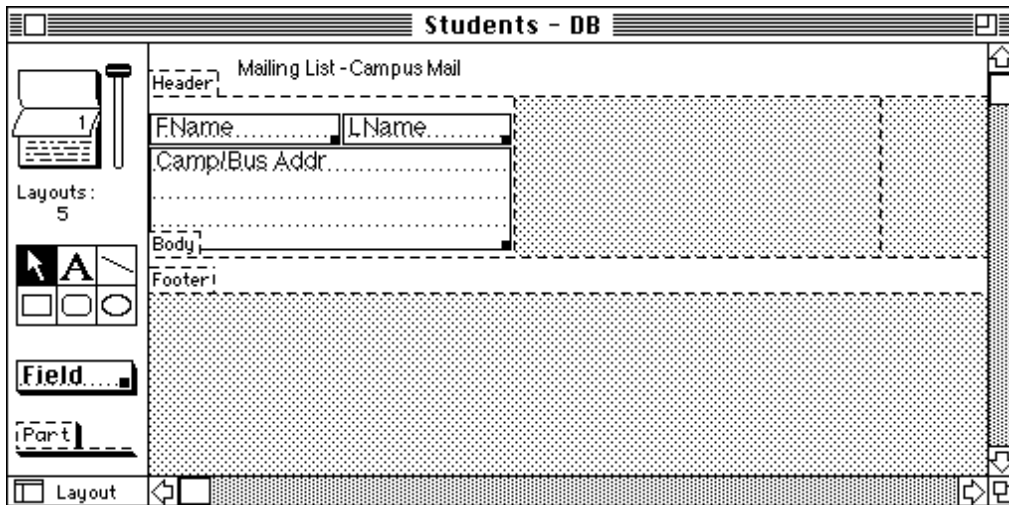 Students - DB
Mailing List - Campus Mail
Header
1
FName LName
Camp/Bus Addr
Layouts:
5
Body
A
Footer
Field
Part
Layout